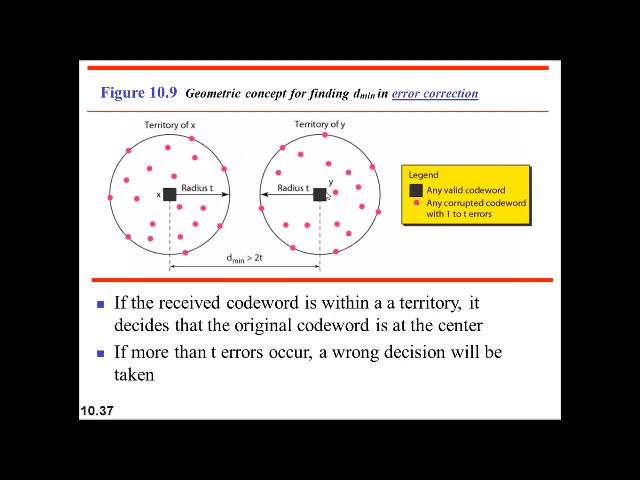 Figure 10.9 Geometric concept for finding dmin in error correction
Territory of x
Territory of y
x
Radius t
Radius t
y
dmin > 2t
Legend
Any valid codeword
Any corrupted codeword
with 1 to t errors
If the received codeword is within a a territory, it
decides that the original codeword is at the center
If more than t errors occur, a wrong decision will be
taken
10.37